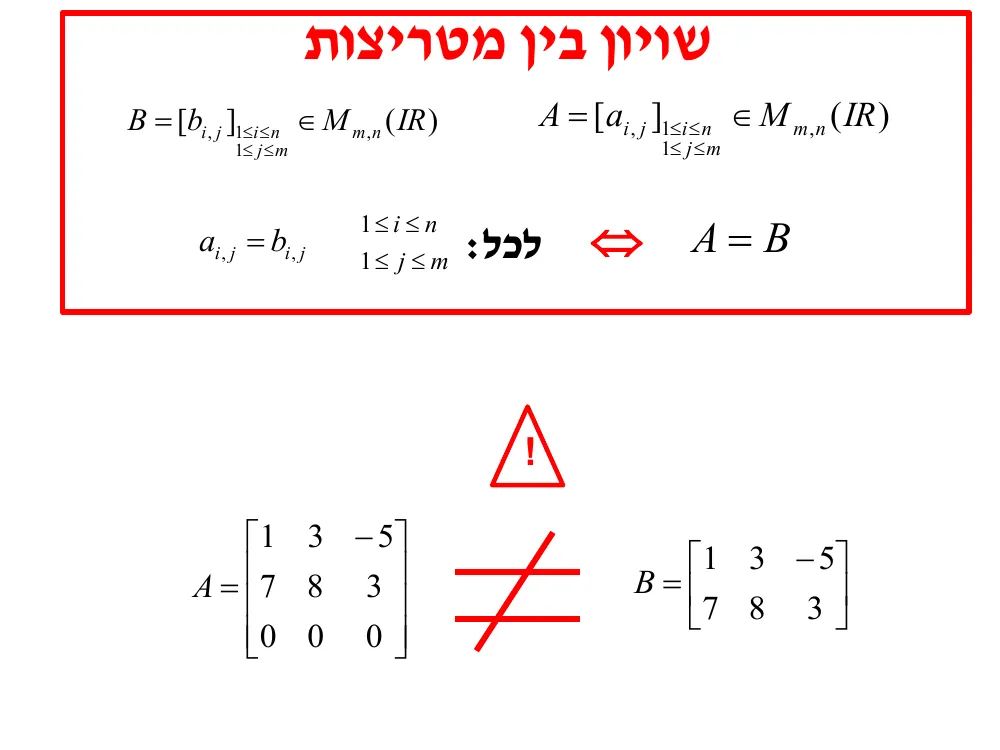 שויון בין מטריצות
A = [a_{i,j}]_{1≤i≤n, 1≤j≤m} ∈ M_{m,n}(IR)
B = [b_{i,j}]_{1≤i≤n, 1≤j≤m} ∈ M_{m,n}(IR)
A = B ⇔ לכל: 1 ≤ i ≤ n
1 ≤ j ≤ m
a_{i,j} = b_{i,j}
!
A = [1 3 −5
7 8 3
0 0 0]
≠
B = [1 3 −5
7 8 3]